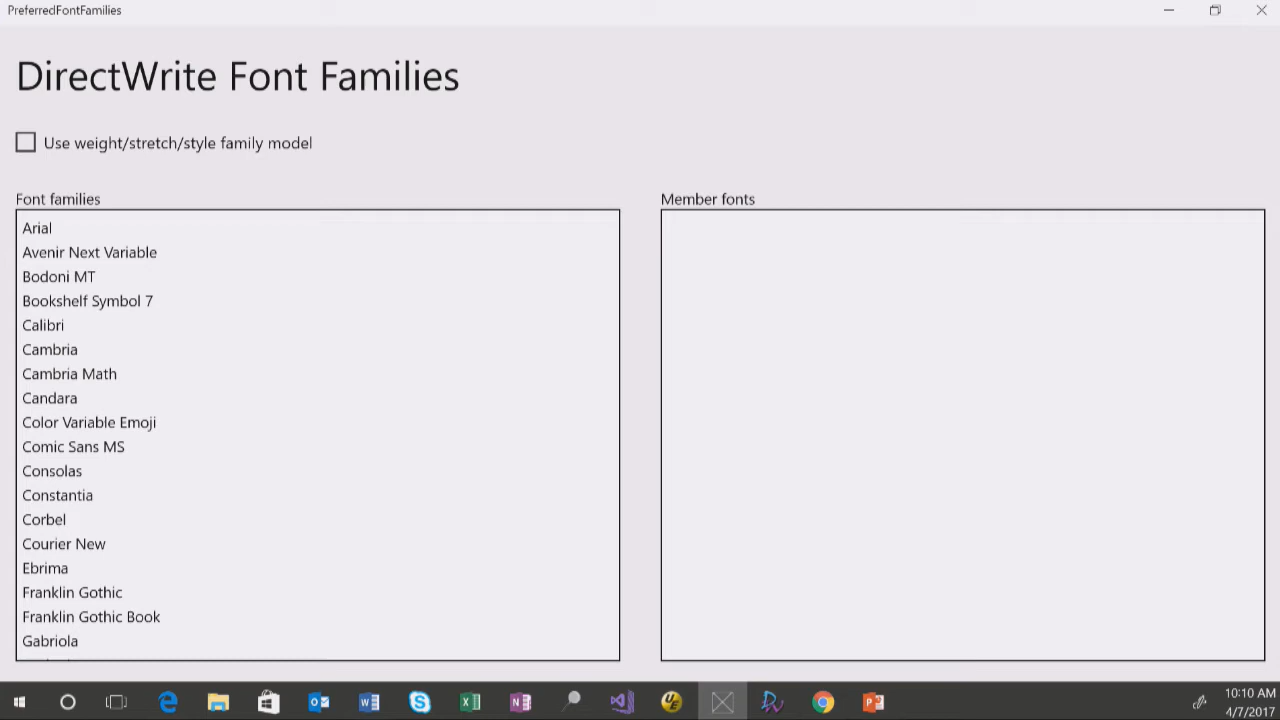 PreferredFontFamilies
DirectWrite Font Families
Use weight/stretch/style family model
Font families
Arial
Avenir Next Variable
Bodoni MT
Bookshelf Symbol 7
Calibri
Cambria
Cambria Math
Candara
Color Variable Emoji
Comic Sans MS
Consolas
Constantia
Corbel
Courier New
Ebrima
Franklin Gothic
Franklin Gothic Book
Gabriola
Member fonts
10:10 AM
4/7/2017